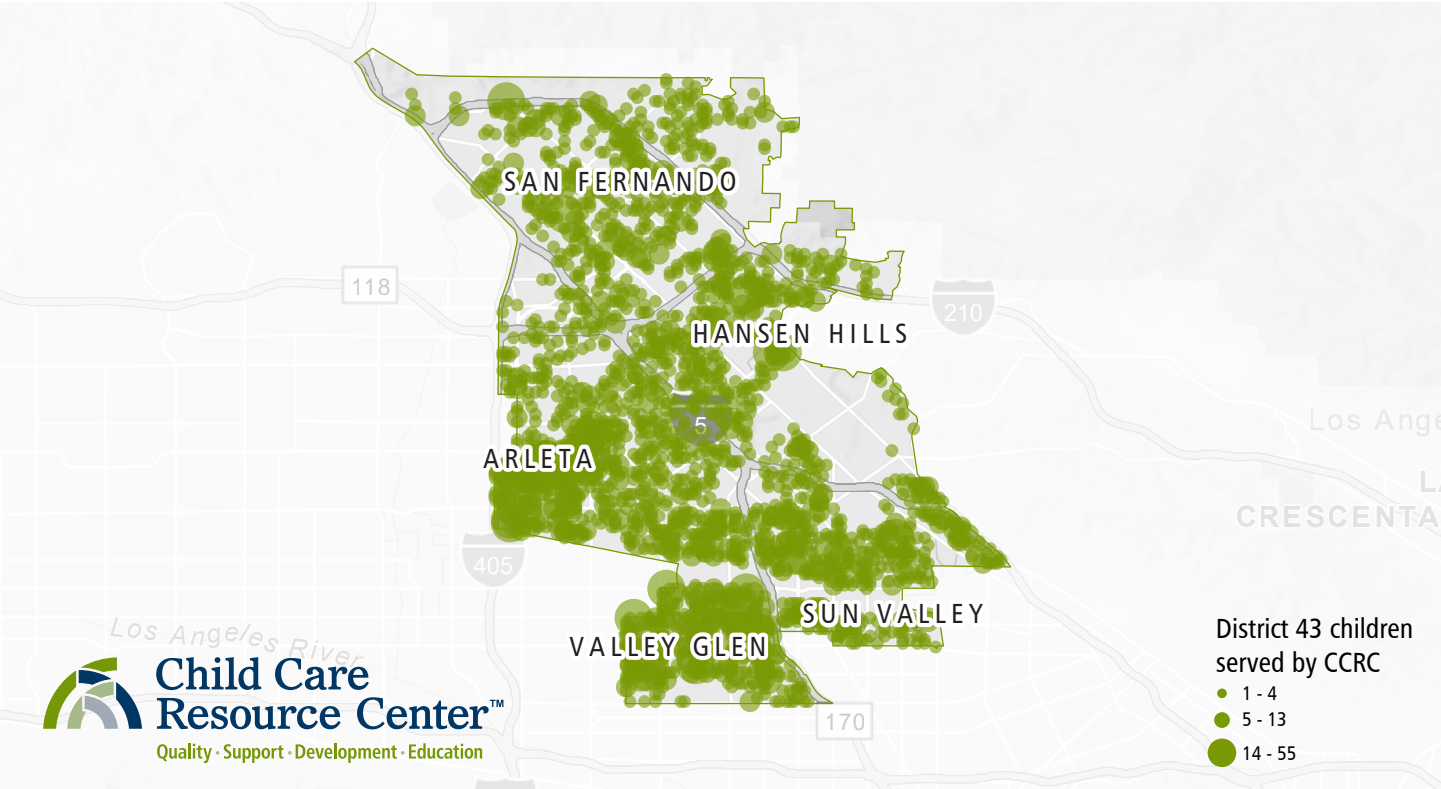 SAN FERNANDO
118
210
HANSEN HILLS
5
Los Ange
ARLETA
L
CRESCENTA
405
SUN VALLEY
Los Angeles River
VALLEY GLEN
District 43 children
served by CCRC
1 - 4
5 - 13
14 - 55
170
Child Care
Resource Center™
Quality · Support · Development · Education